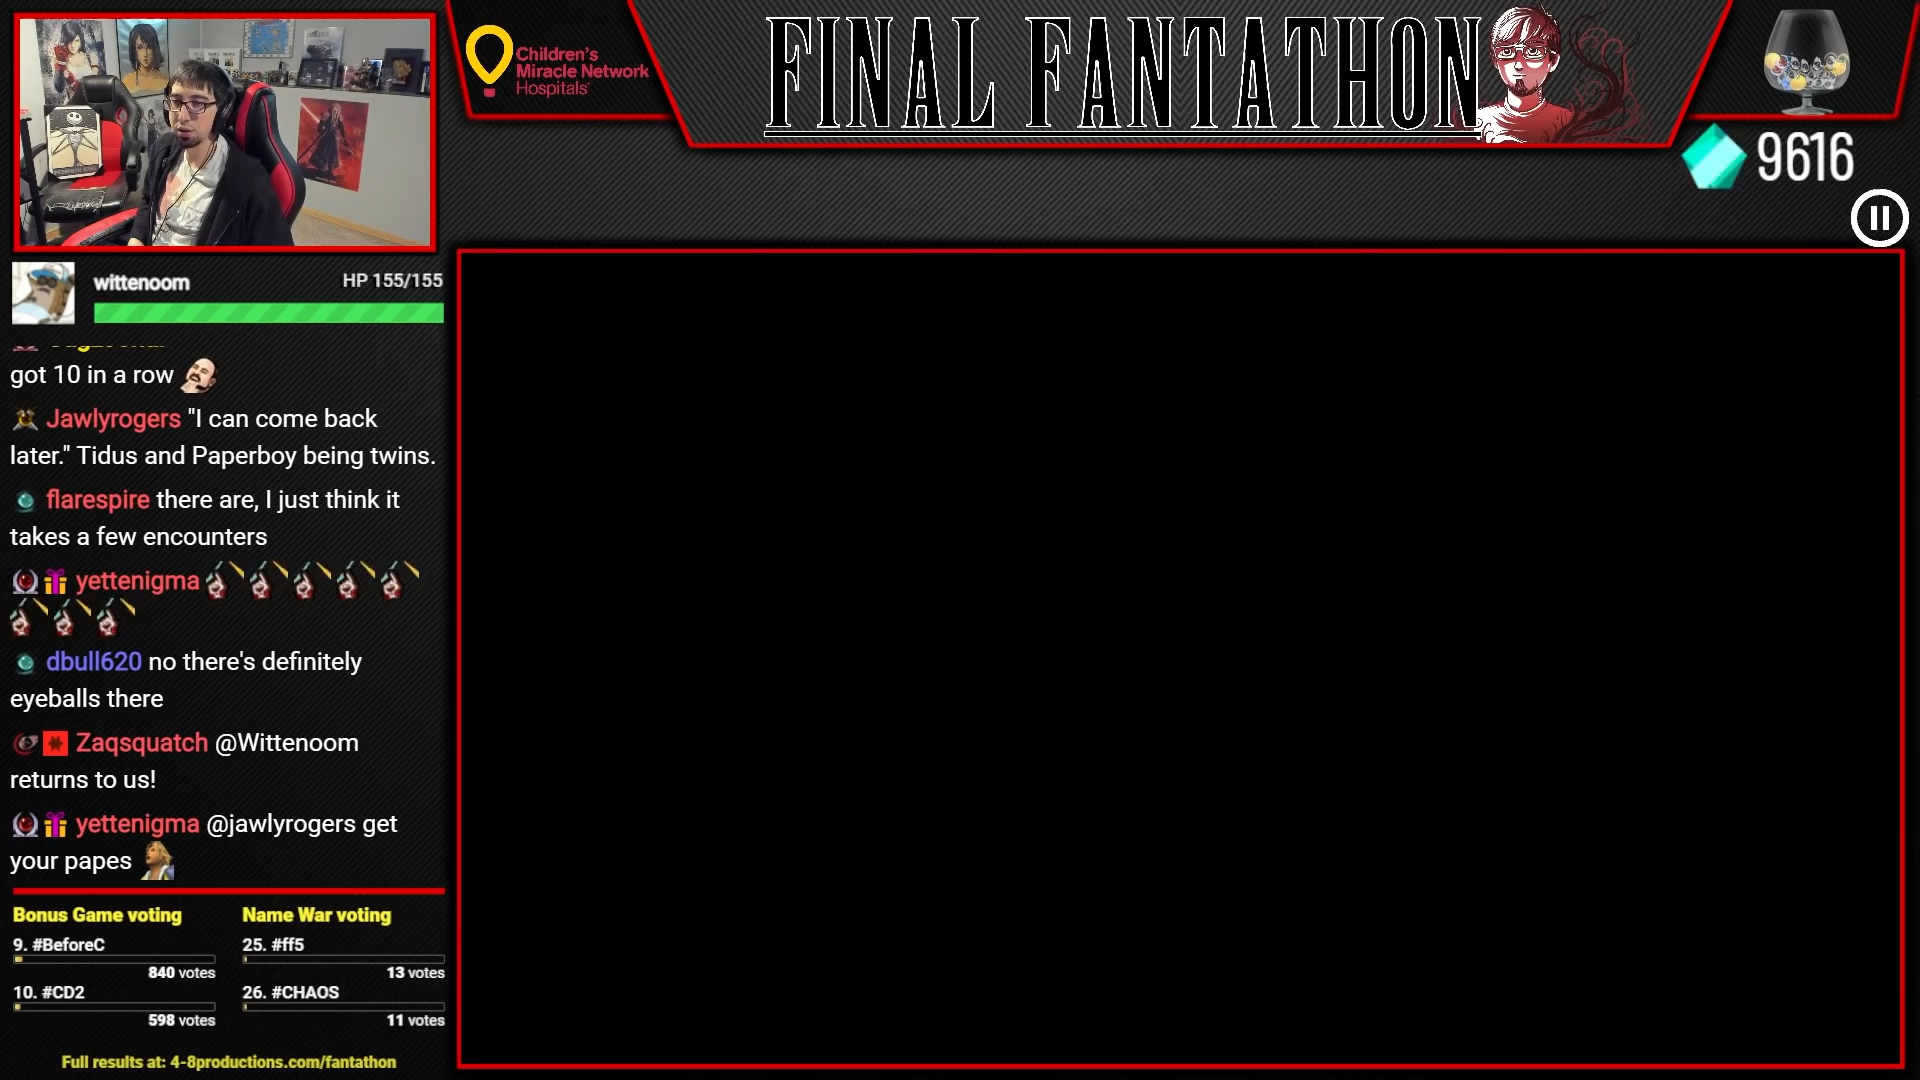 Children's
Miracle Network
Hospitals
FINAL FANTATHON
9616
wittenoom
HP 155/155
got 10 in a row
Jawlyrogers "I can come back
later." Tidus and Paperboy being twins.
flarespire there are, I just think it
takes a few encounters
yettenigma
dbull620 no there's definitely
eyeballs there
Zaqsquatch @Wittenoom
returns to us!
yettenigma @jawlyrogers get
your papes
Bonus Game voting
9. #BeforeC
840 votes
10. #CD2
598 votes
Name War voting
25. #ff5
13 votes
26. #CHAOS
11 votes
Full results at: 4-8productions.com/fantathon